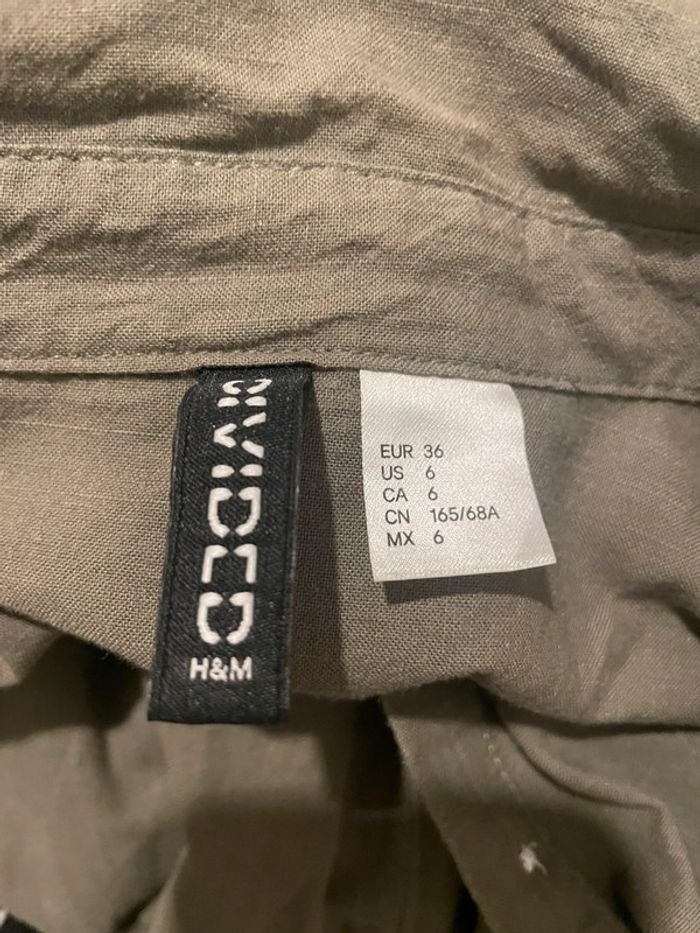 DIVIDED
H&M
EUR 36
US 6
CA 6
CN 165/68A
MX 6